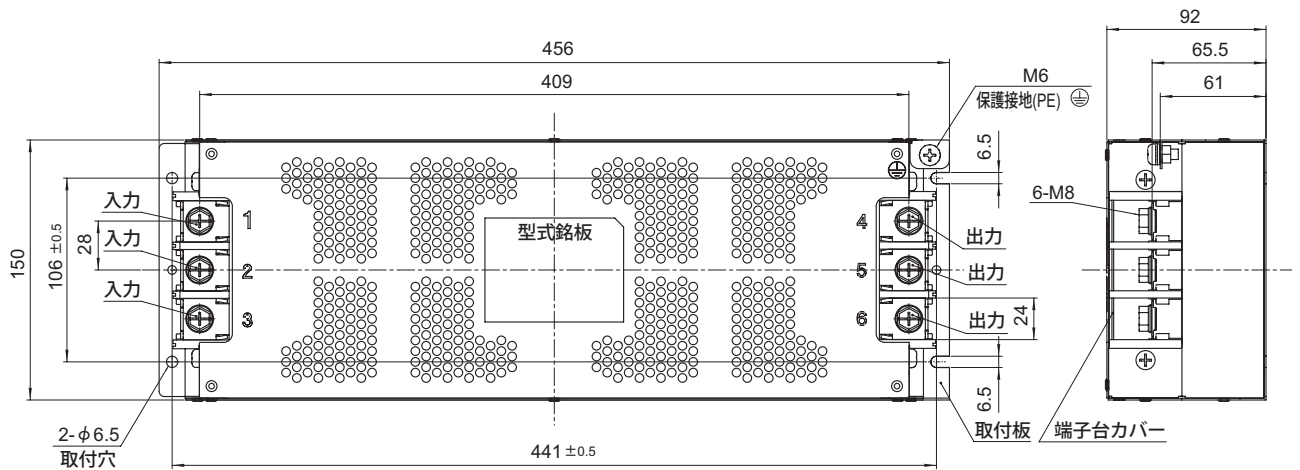 456
409
M6
保護接地(PE)
6.5
92
65.5
61
6-M8
150
106 ±0.5
28
入力
入力
入力
1
2
3
型式銘板
4
5
6
出力
出力
出力
24
6.5
2-φ6.5
取付穴
441 ±0.5
取付板
端子台カバー